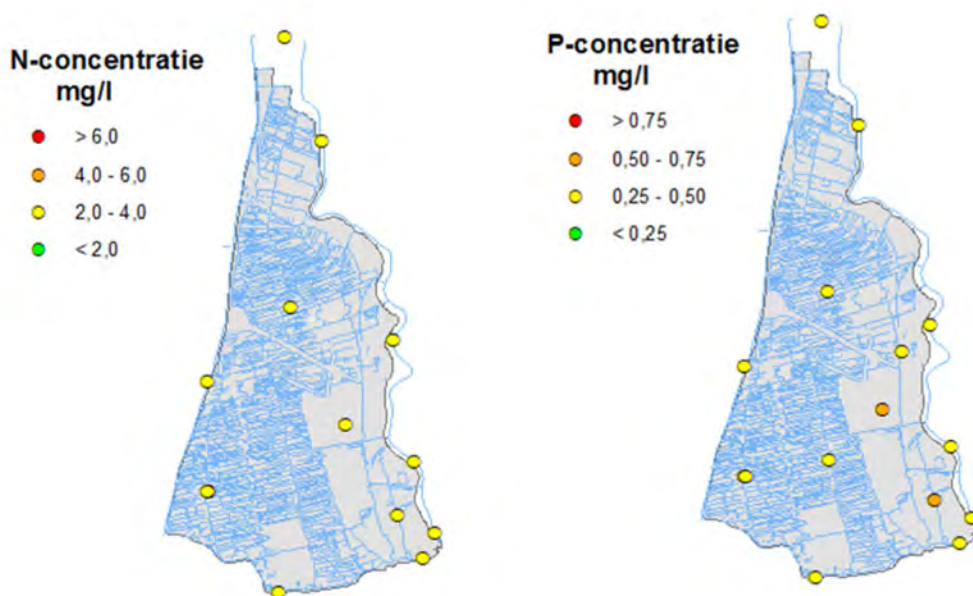 N-concentratie
mg/l
> 6,0
4,0 - 6,0
2,0 - 4,0
< 2,0
P-concentratie
mg/l
> 0,75
0,50 - 0,75
0,25 - 0,50
< 0,25